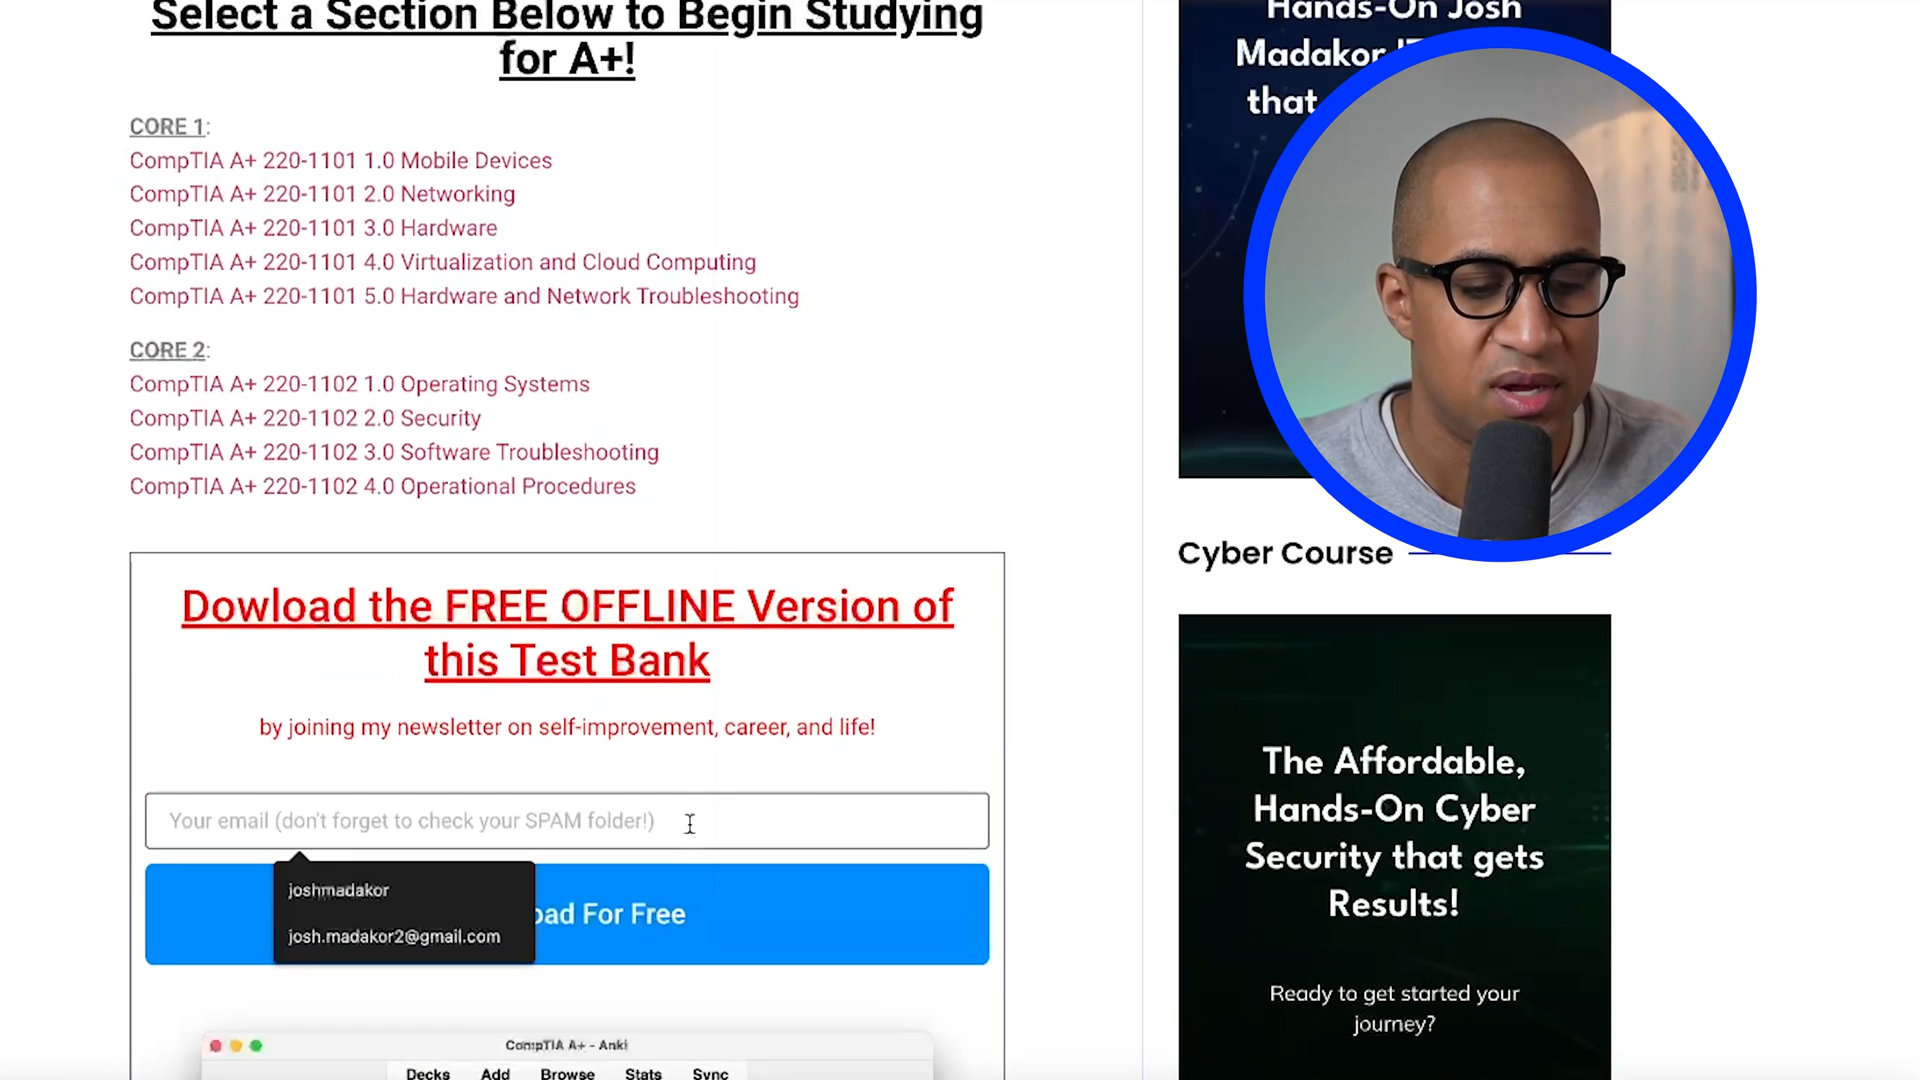 Select a Section Below to Begin Studying
for A+!
CORE 1:
CompTIA A+ 220-1101 1.0 Mobile Devices
CompTIA A+ 220-1101 2.0 Networking
CompTIA A+ 220-1101 3.0 Hardware
CompTIA A+ 220-1101 4.0 Virtualization and Cloud Computing
CompTIA A+ 220-1101 5.0 Hardware and Network Troubleshooting
CORE 2:
CompTIA A+ 220-1102 1.0 Operating Systems
CompTIA A+ 220-1102 2.0 Security
CompTIA A+ 220-1102 3.0 Software Troubleshooting
CompTIA A+ 220-1102 4.0 Operational Procedures
Dowload the FREE OFFLINE Version of
this Test Bank
by joining my newsletter on self-improvement, career, and life!
Your email (don't forget to check your SPAM folder!)
joshmadakor
josh.madakor2@gmail.com
oad For Free
CompTIA A+ - Anki
Decks Add Browse Stats Sync
Hands-On Josh
Madakor
that
Cyber Course
The Affordable,
Hands-On Cyber
Security that gets
Results!
Ready to get started your
journey?